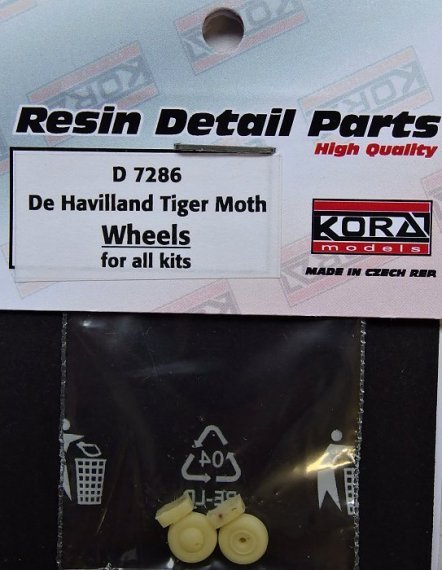 Resin Detail Parts
High Quality
D 7286
De Havilland Tiger Moth
Wheels
for all kits
KORA
models
MADE IN CZECH REP
04
PE-LD